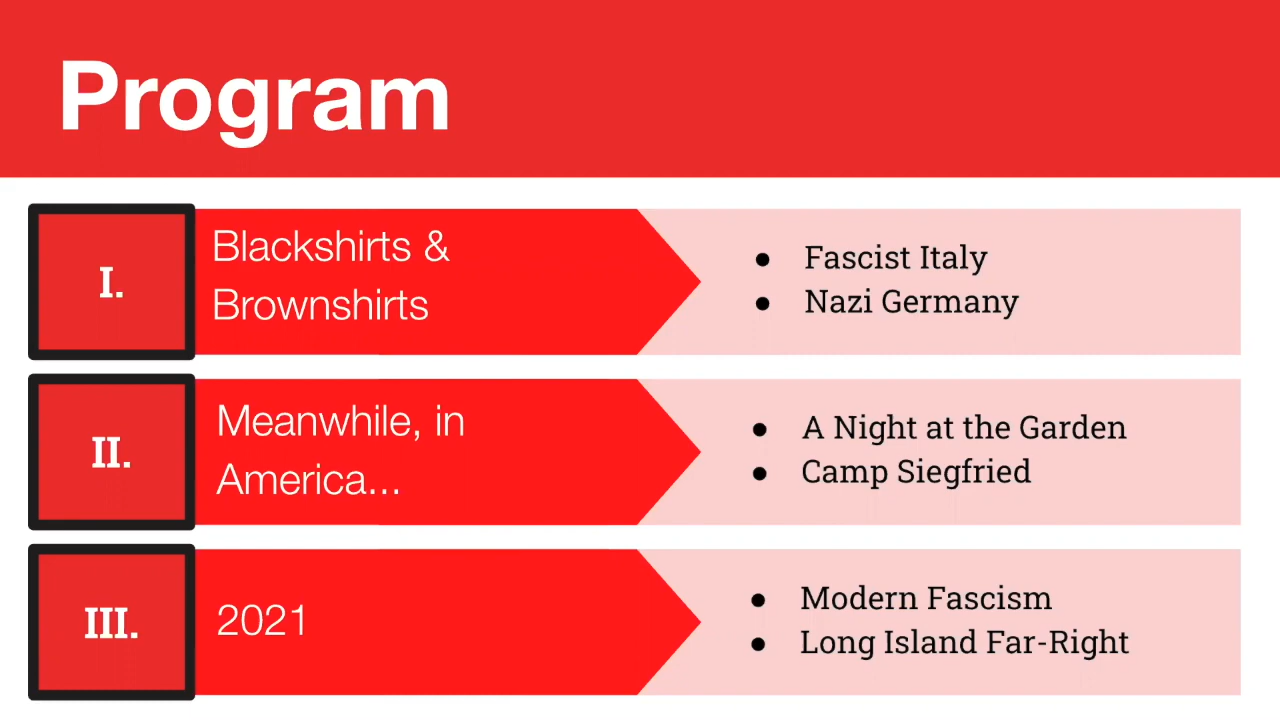 Program
I.
Blackshirts &
Brownshirts
● Fascist Italy
● Nazi Germany
II.
Meanwhile, in
America...
● A Night at the Garden
● Camp Siegfried
III.
2021
● Modern Fascism
● Long Island Far-Right